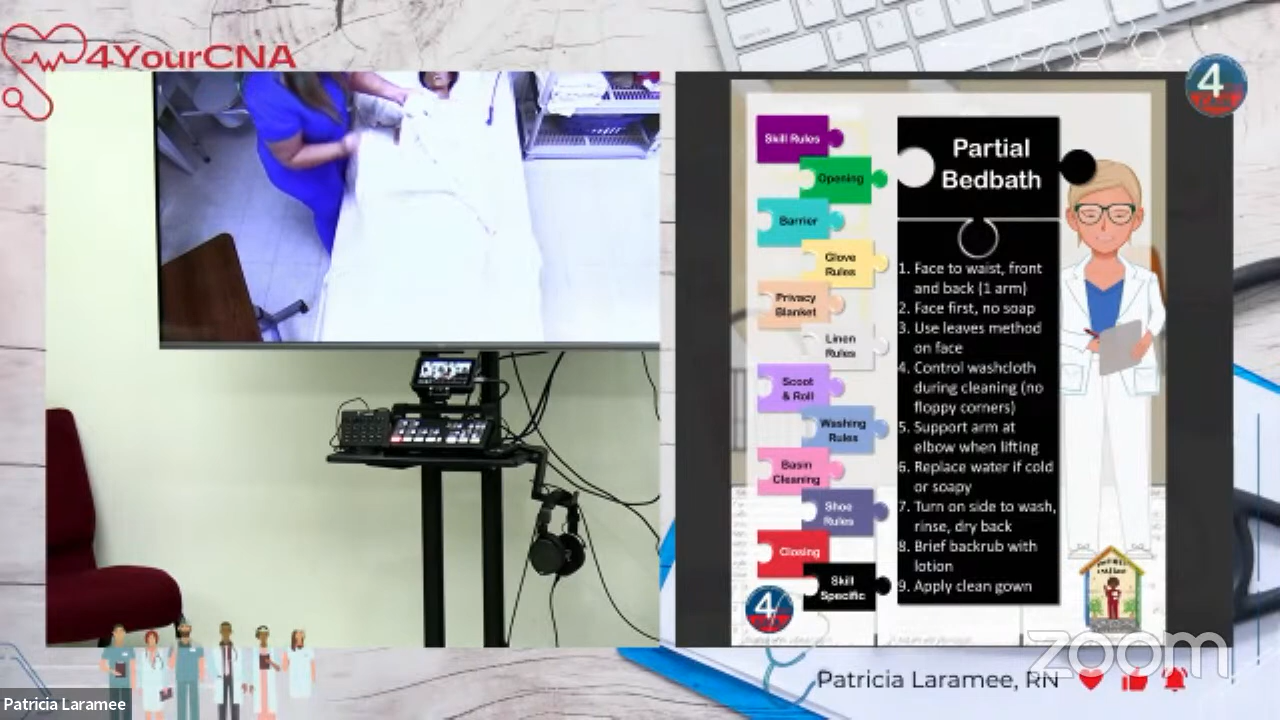 4YourCNA
4
Skill Rules
Opening
Barrier
Glove
Rules
Privacy
Blanket
Linen
Rules
Scoot
& Roll
Washing
Rules
Basin
Cleaning
Shoe
Rules
Closing
Skill
Specific
4
Partial
Bedbath
1. Face to waist, front
and back (1 arm)
2. Face first, no soap
3. Use leaves method
on face
4. Control washcloth
during cleaning (no
floppy corners)
5. Support arm at
elbow when lifting
6. Replace water if cold
or soapy
7. Turn on side to wash,
rinse, dry back
8. Brief backrub with
lotion
9. Apply clean gown
zoom
Patricia Laramee, RN
Patricia Laramee